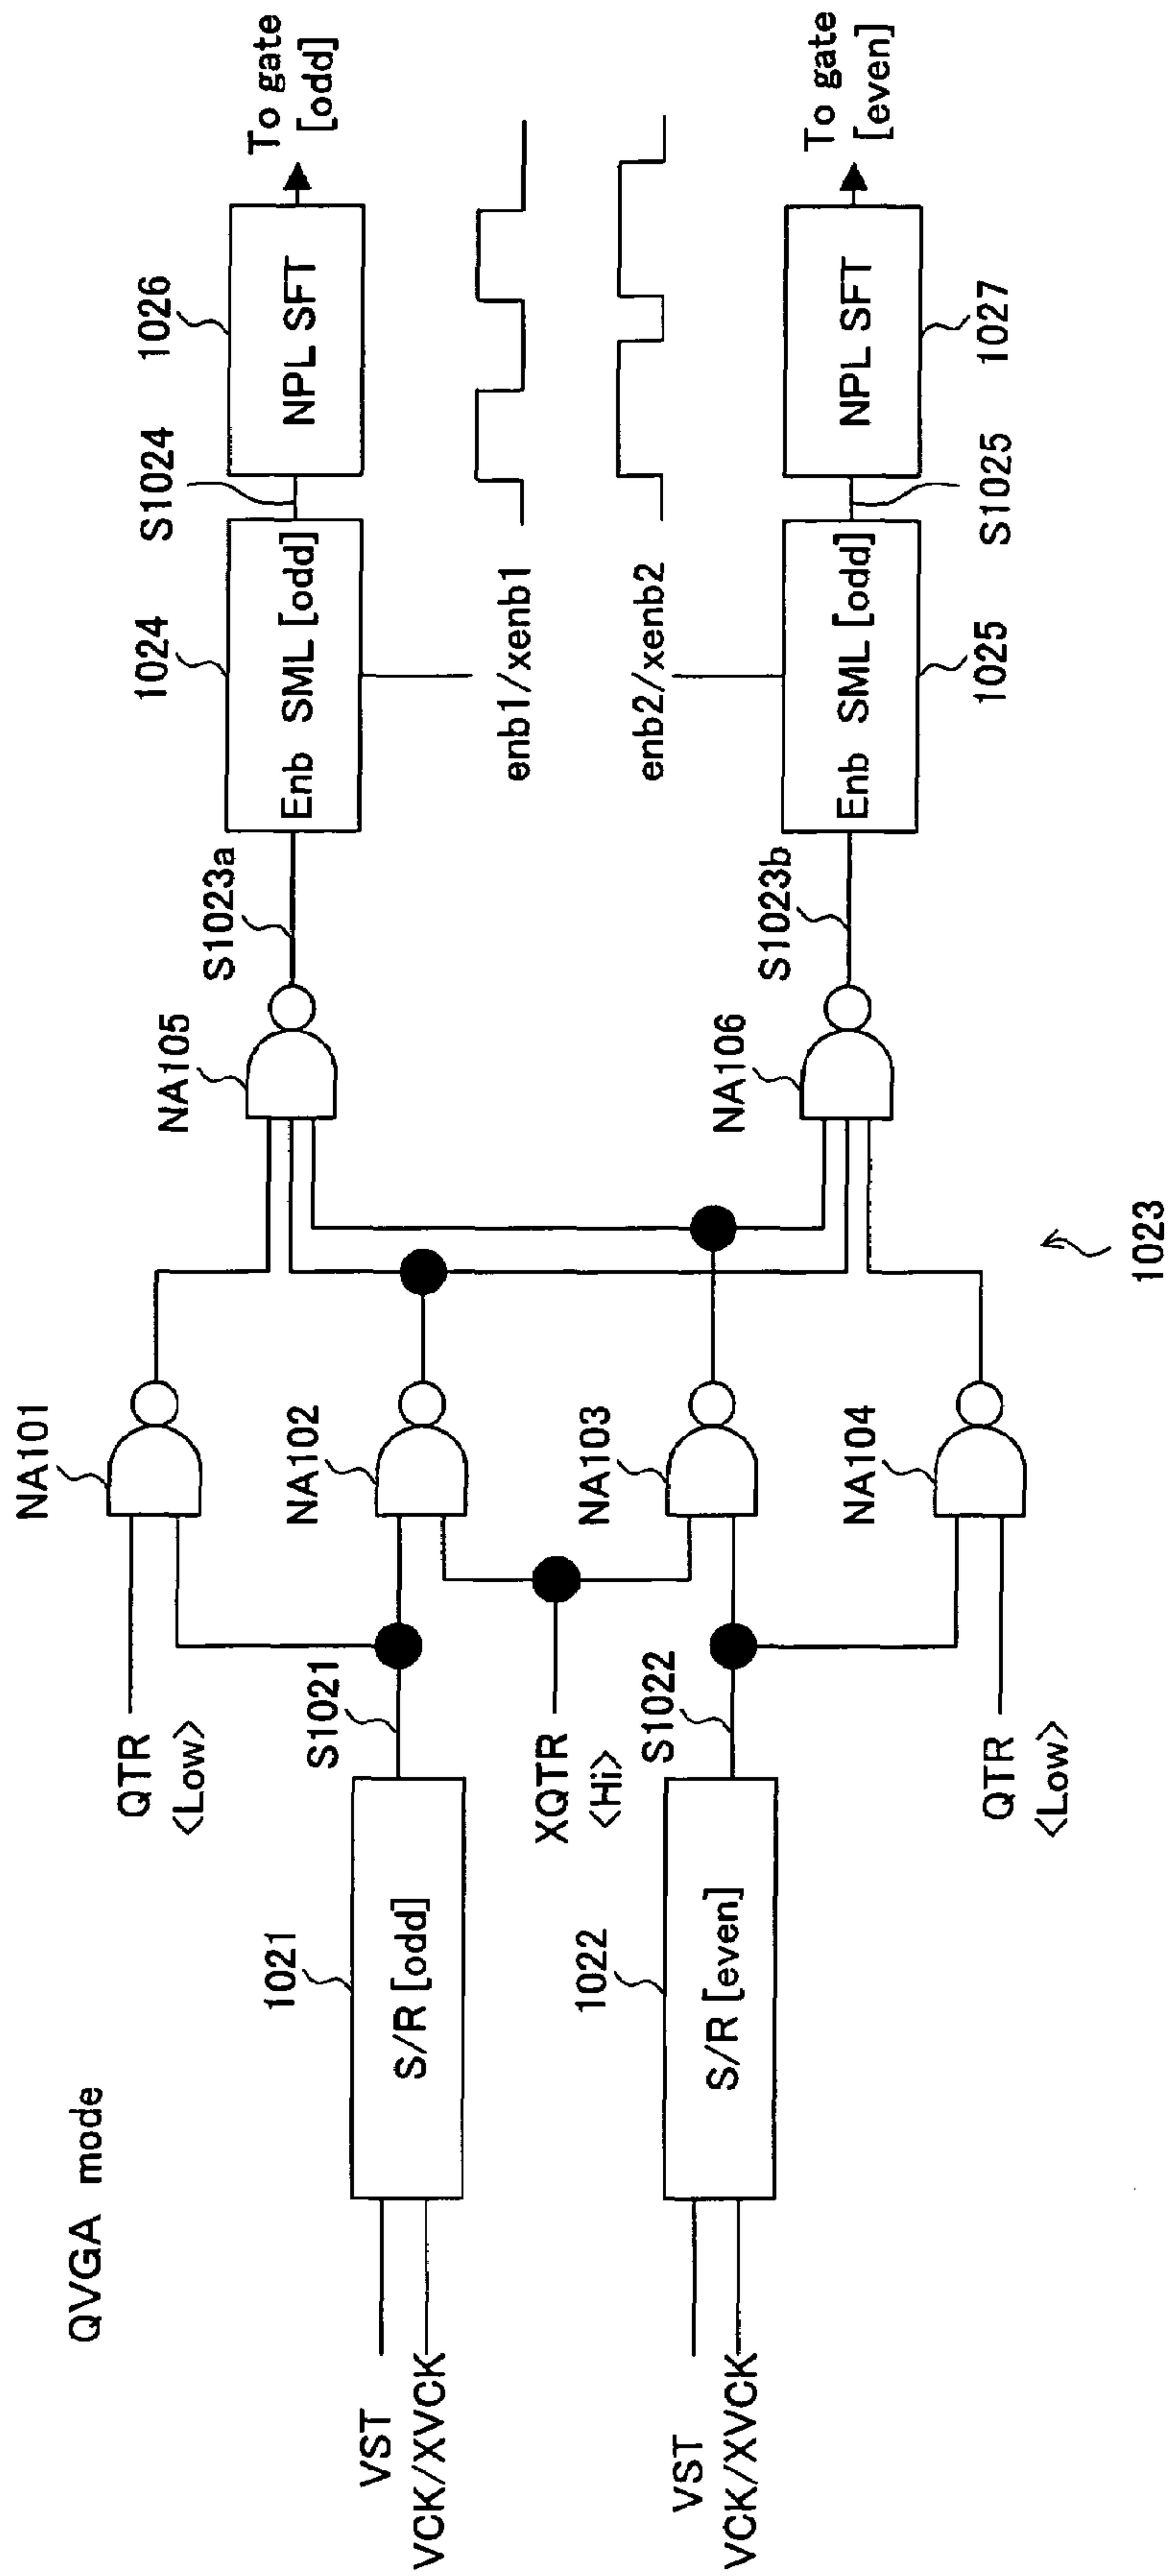 QVGA mode
VST
VCK/XVCK
1021
S/R [odd]
S1021
QTR
<Low>
NA101
NA102
XQTR
<Hi>
VST
VCK/XVCK
1022
S/R [even]
S1022
NA103
NA104
QTR
<Low>
1023
NA105
S1023a
1024
Enb SML [odd]
S1024
1026
NPL SFT
To gate
[odd]
enb1/xenb1
enb2/xenb2
NA106
S1023b
Enb SML [odd]
1025
S1025
NPL SFT
1027
To gate
[even]